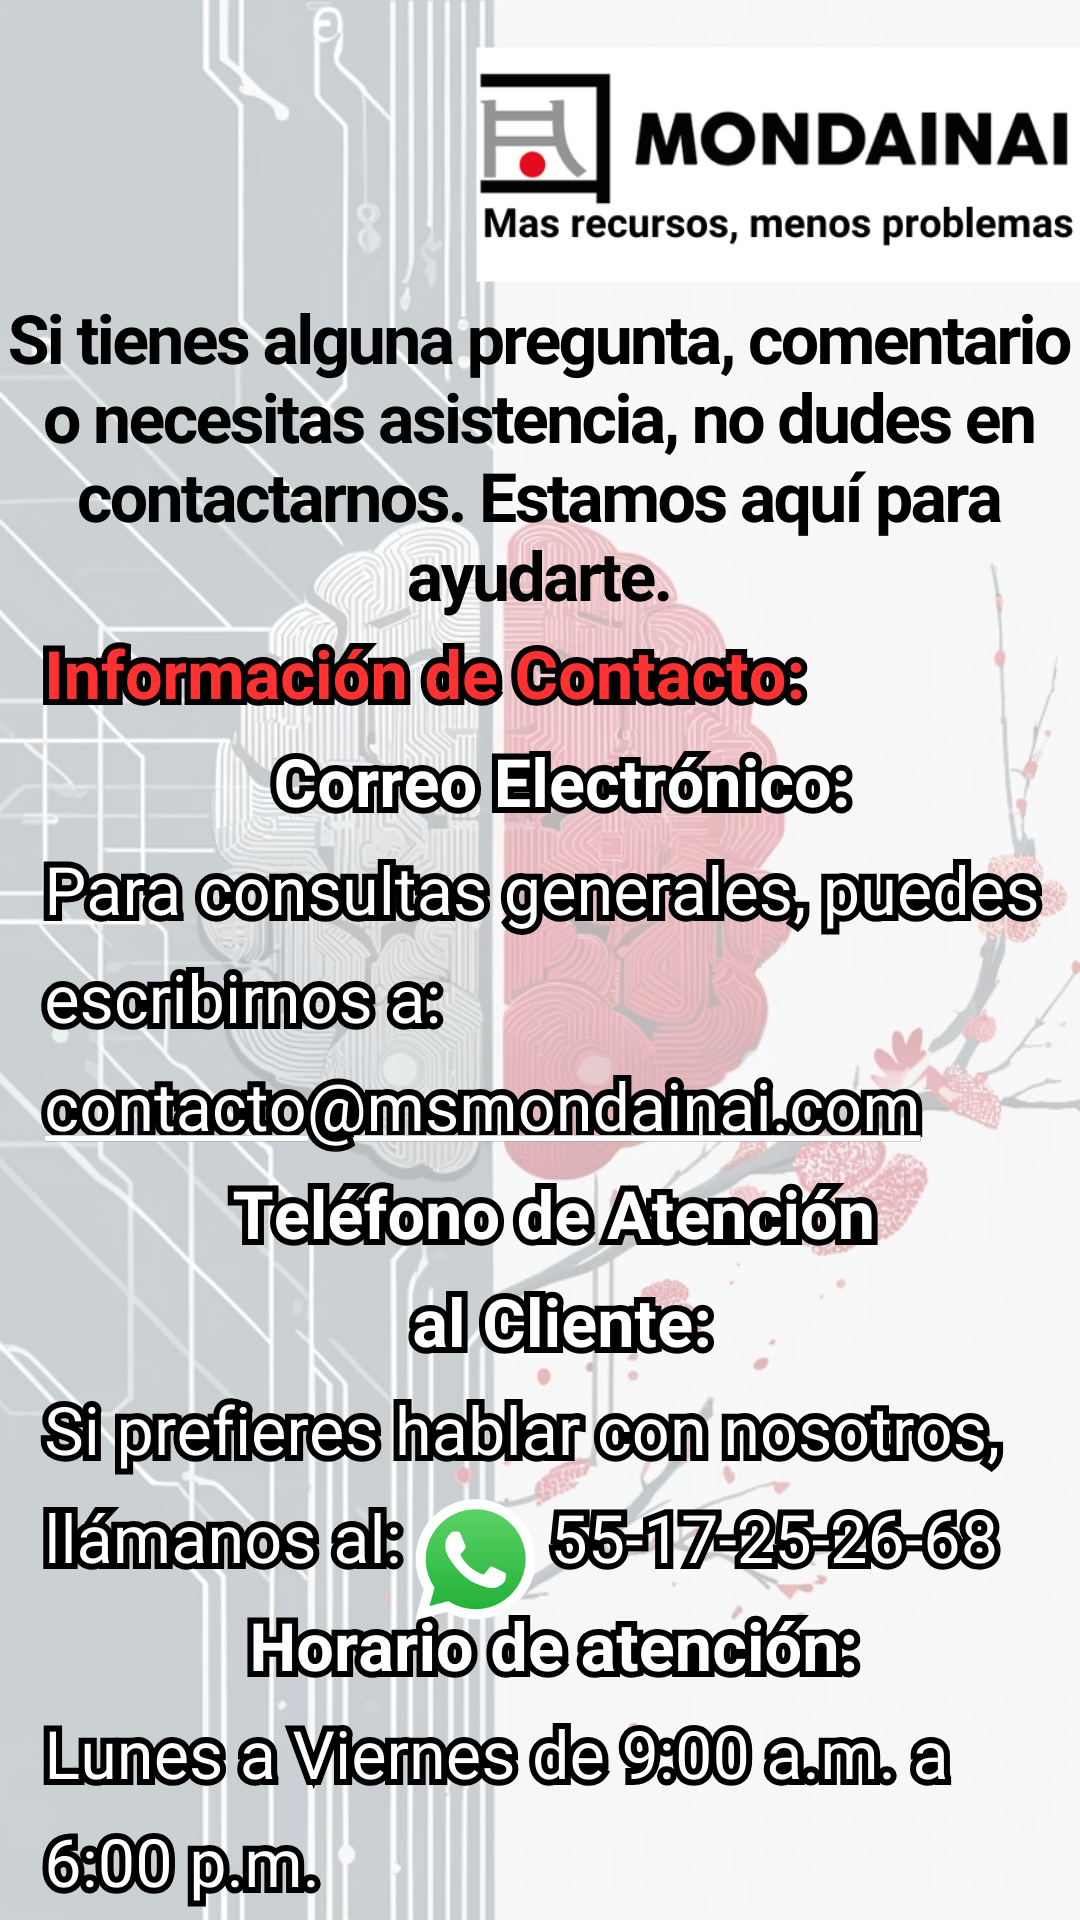 MONDAINAI
Mas recursos, menos problemas
Si tienes alguna pregunta, comentario
o necesitas asistencia, no dudes en
contactarnos. Estamos aquí para
ayudarte.
Información de Contacto:
Correo Electrónico:
Para consultas generales, puedes
escribirnos a:
contacto@msmondainai.com
Teléfono de Atención
al Cliente:
Si prefieres hablar con nosotros,
llámanos al: 55-17-25-26-68
Horario de atención:
Lunes a Viernes de 9:00 a.m. a
6:00 p.m.